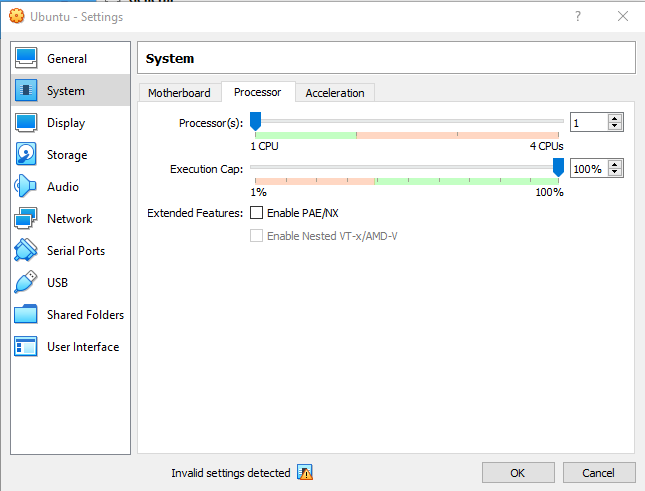 Ubuntu - Settings
General
System
Display
Storage
Audio
Network
Serial Ports
USB
Shared Folders
User Interface
System
Motherboard Processor Acceleration
Processor(s): 1
1 CPU 4 CPUs
Execution Cap: 100%
1% 100%
Extended Features: Enable PAE/NX
Enable Nested VT-x/AMD-V
Invalid settings detected OK Cancel